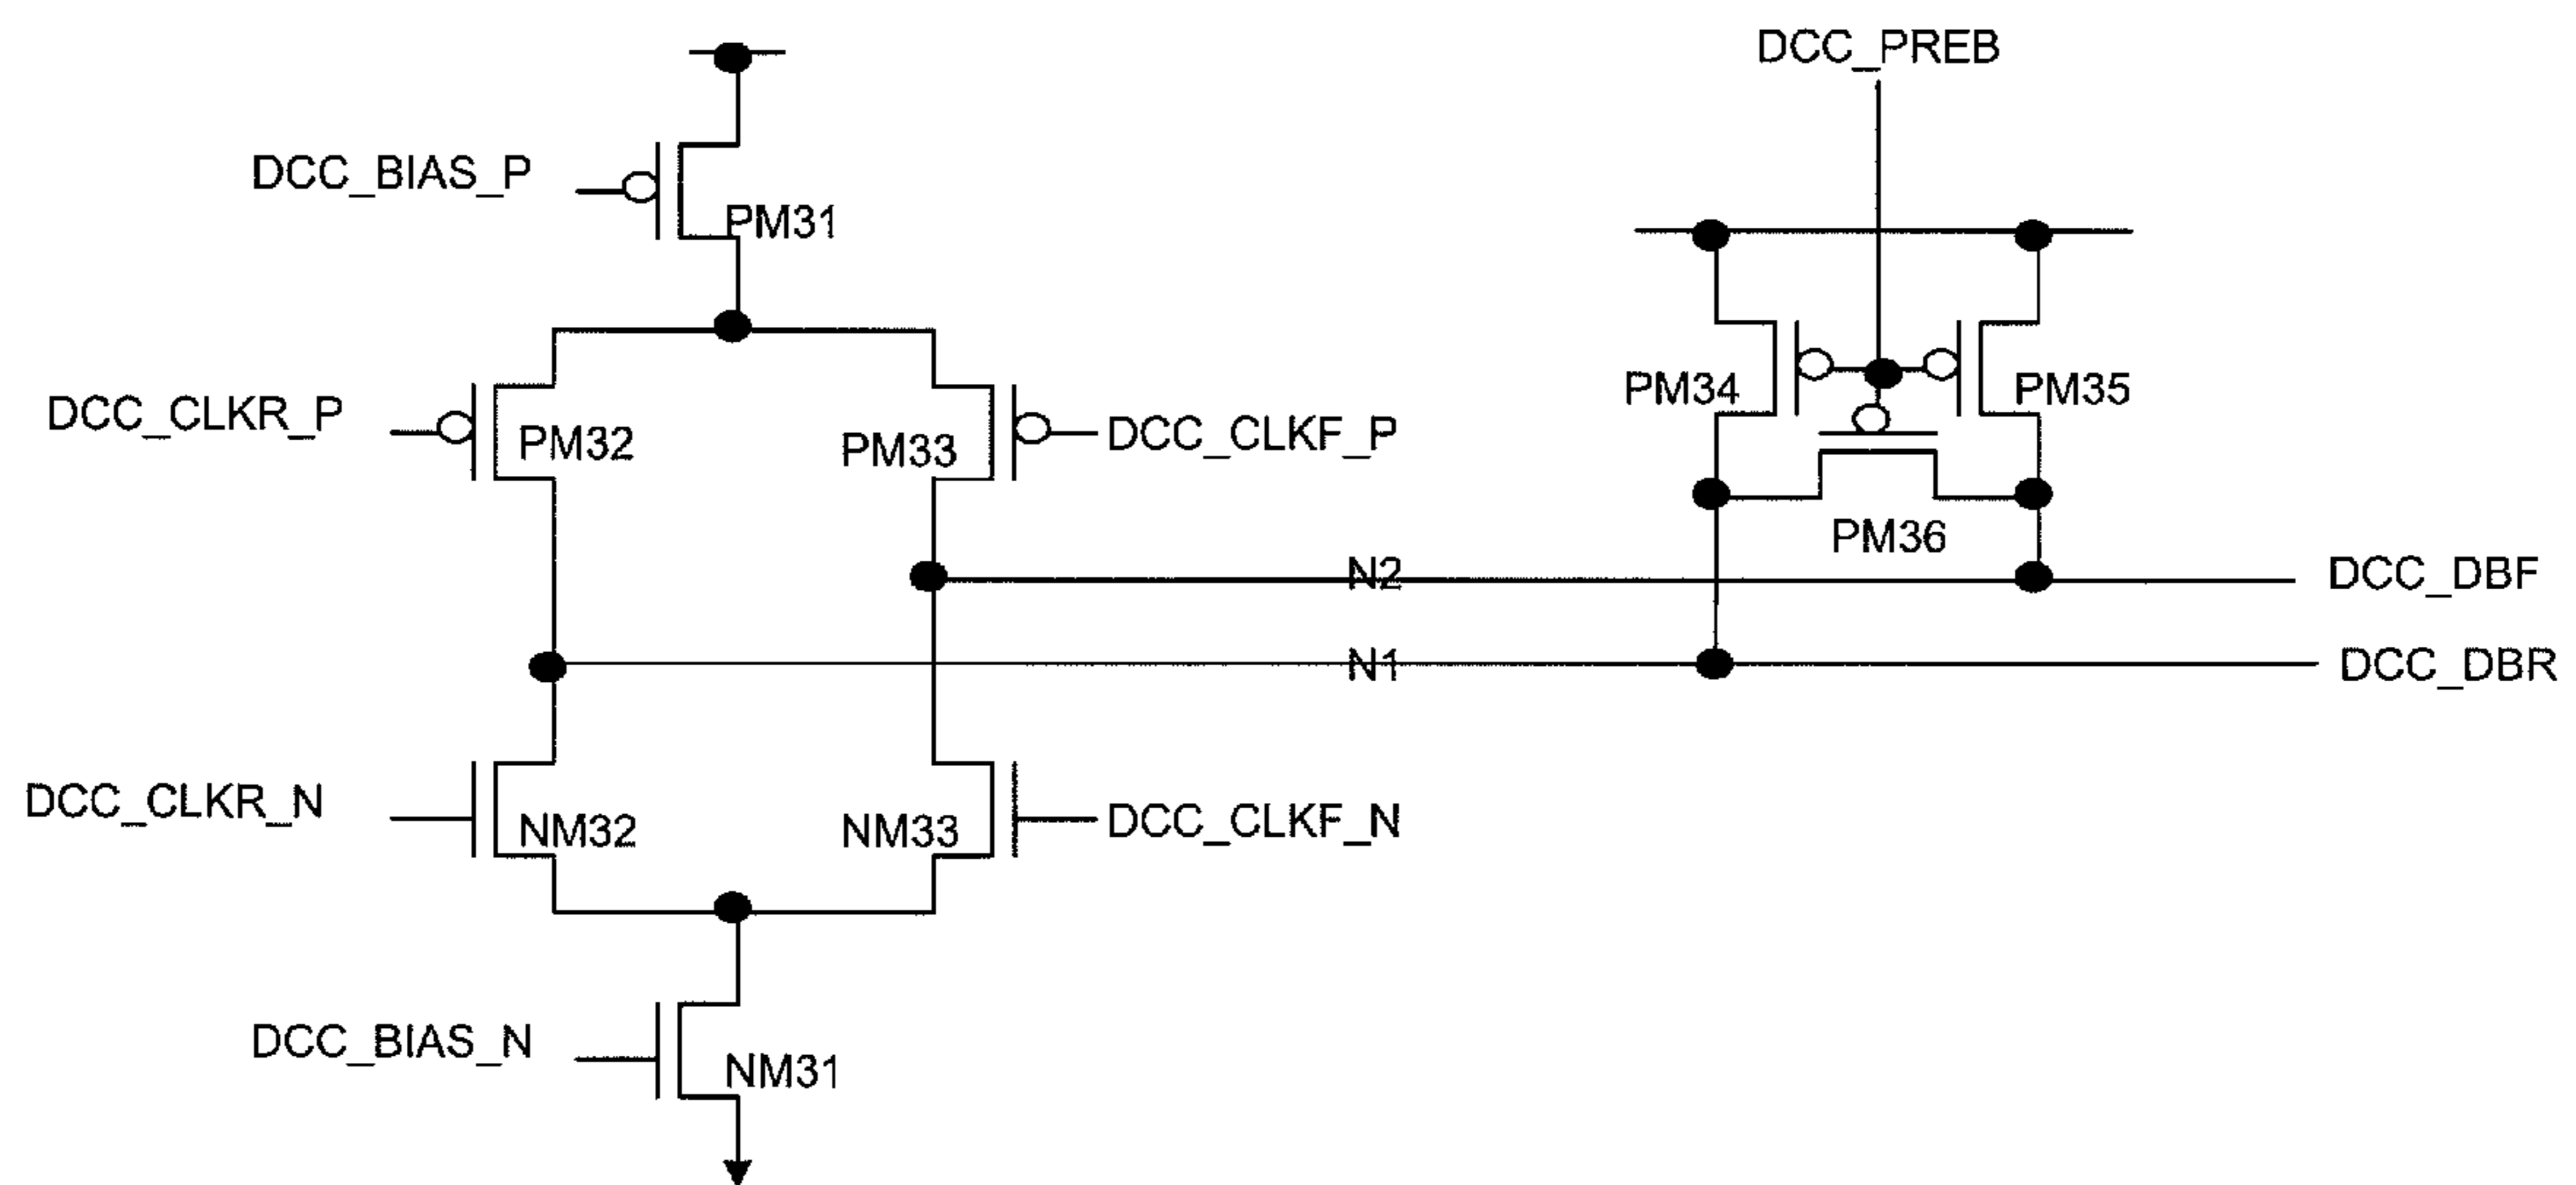 DCC_PREB
DCC_BIAS_P
PM31
DCC_CLKR_P
PM32
PM33
DCC_CLKF_P
PM34
PM35
PM36
N2
DCC_DBF
N1
DCC_DBR
DCC_CLKR_N
NM32
NM33
DCC_CLKF_N
DCC_BIAS_N
NM31